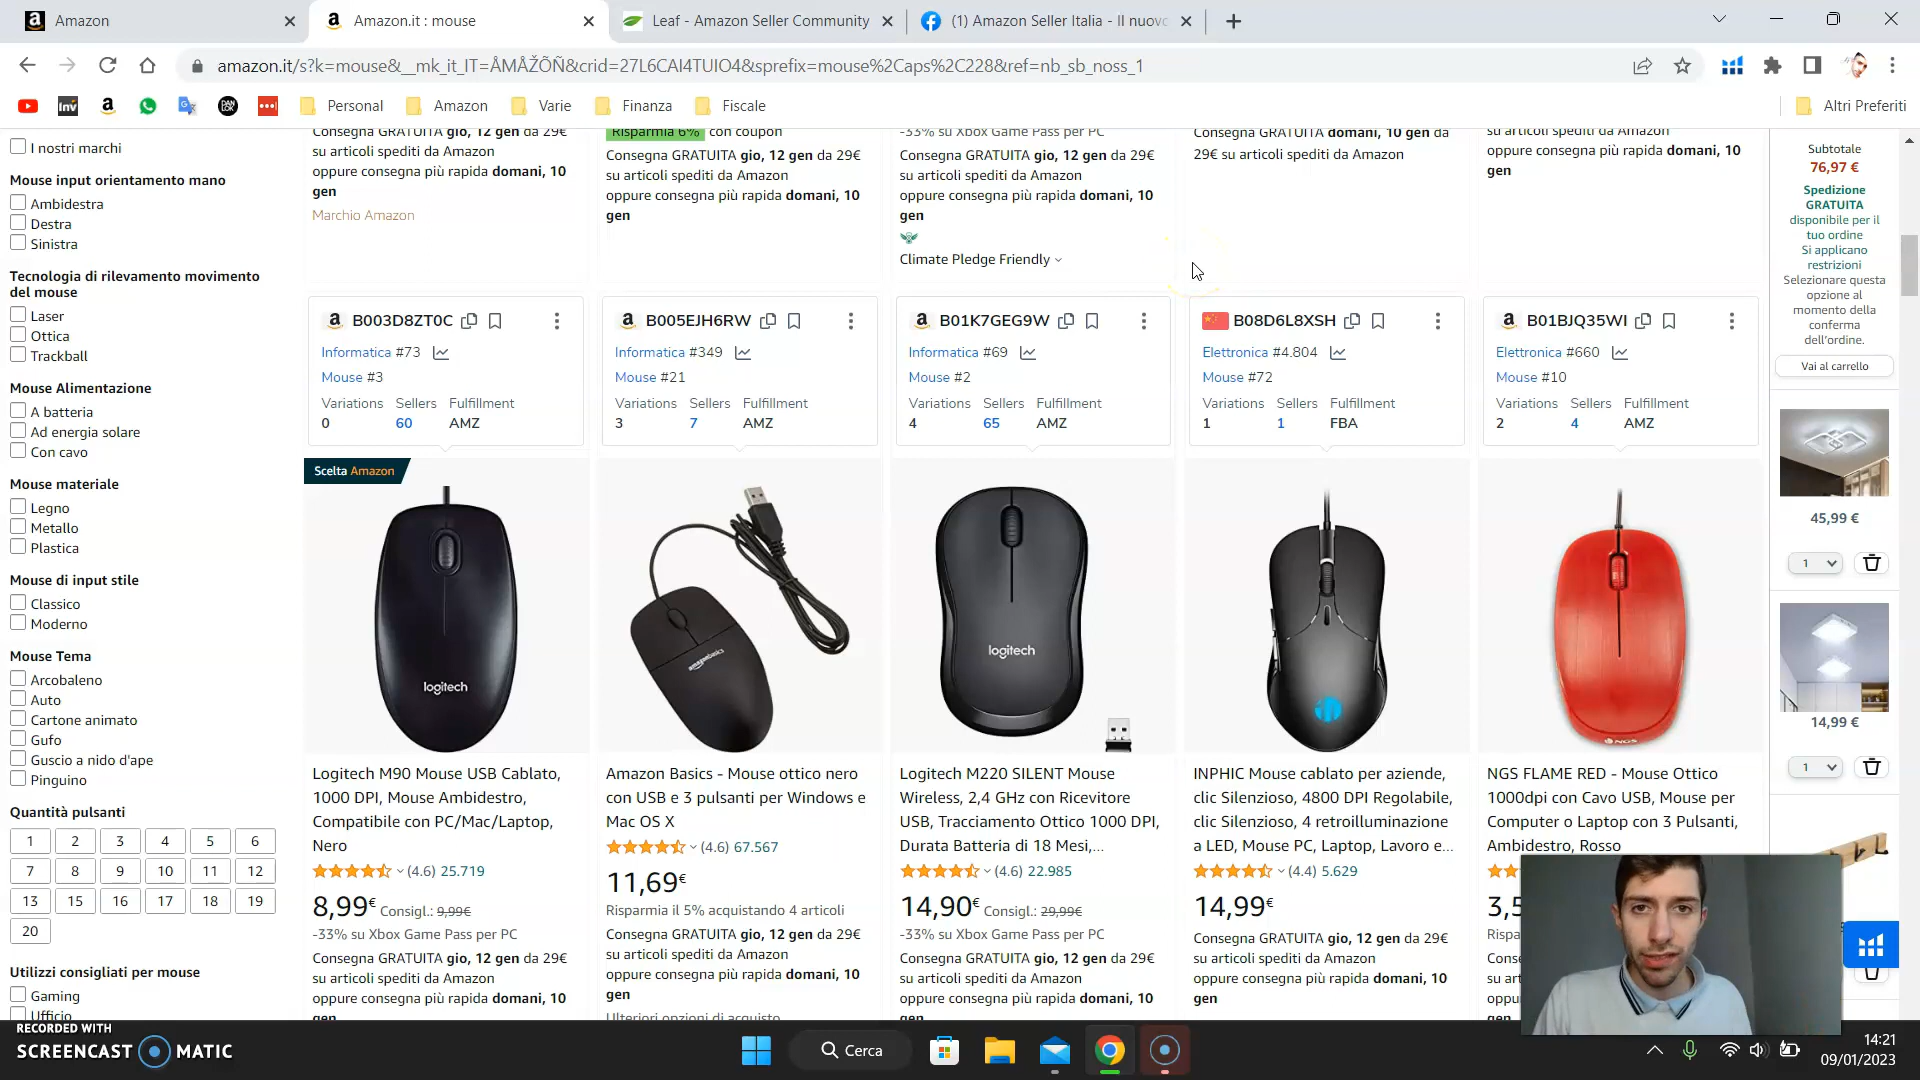 Amazon
Amazon.it : mouse
Leaf - Amazon Seller Community
(1) Amazon Seller Italia - Il nuovo
amazon.it/s?k=mouse&__mk_it_IT=ÅMÅŽÕÑ&crid=27L6CAI4TUIO4&sprefix=mouse%2Caps%2C228&ref=nb_sb_noss_1
Inv
Personal
Amazon
Varie
Finanza
Fiscale
Altri Preferiti
I nostri marchi
Mouse input orientamento mano
Ambidestra
Destra
Sinistra
Tecnologia di rilevamento movimento
del mouse
Laser
Ottica
Trackball
Mouse Alimentazione
A batteria
Ad energia solare
Con cavo
Mouse materiale
Legno
Metallo
Plastica
Mouse di input stile
Classico
Moderno
Mouse Tema
Arcobaleno
Auto
Cartone animato
Gufo
Guscio a nido d'ape
Pinguino
Quantità pulsanti
1 2 3 4 5 6
7 8 9 10 11 12
13 15 16 17 18 19
20
Utilizzi consigliati per mouse
Gaming
Ufficio
Consegna GRATUITA gio, 12 gen da 29€
su articoli spediti da Amazon
oppure consegna più rapida domani, 10
gen
Marchio Amazon
Risparmia 6% con coupon
Consegna GRATUITA gio, 12 gen da 29€
su articoli spediti da Amazon
oppure consegna più rapida domani, 10
gen
-33% su Xbox Game Pass per PC
Consegna GRATUITA gio, 12 gen da 29€
su articoli spediti da Amazon
oppure consegna più rapida domani, 10
gen
Climate Pledge Friendly
Consegna GRATUITA domani, 10 gen da
29€ su articoli spediti da Amazon
su articoli spediti da Amazon
oppure consegna più rapida domani, 10
gen
B003D8ZT0C
Informatica #73
Mouse #3
Variations Sellers Fulfillment
0 60 AMZ
B005EJH6RW
Informatica #349
Mouse #21
Variations Sellers Fulfillment
3 7 AMZ
B01K7GEG9W
Informatica #69
Mouse #2
Variations Sellers Fulfillment
4 65 AMZ
B08D6L8XSH
Elettronica #4.804
Mouse #72
Variations Sellers Fulfillment
1 1 FBA
B01BJQ35WI
Elettronica #660
Mouse #10
Variations Sellers Fulfillment
2 4 AMZ
Scelta Amazon
logitech
amazonbasics
logitech
NGS
Logitech M90 Mouse USB Cablato,
1000 DPI, Mouse Ambidestro,
Compatibile con PC/Mac/Laptop,
Nero
(4.6) 25.719
8,99€ Consigl.: 9,99€
-33% su Xbox Game Pass per PC
Consegna GRATUITA gio, 12 gen da 29€
su articoli spediti da Amazon
oppure consegna più rapida domani, 10
gen
Amazon Basics - Mouse ottico nero
con USB e 3 pulsanti per Windows e
Mac OS X
(4.6) 67.567
11,69€
Risparmia il 5% acquistando 4 articoli
Consegna GRATUITA gio, 12 gen da 29€
su articoli spediti da Amazon
oppure consegna più rapida domani, 10
gen
Ulteriori opzioni di acquisto
Logitech M220 SILENT Mouse
Wireless, 2,4 GHz con Ricevitore
USB, Tracciamento Ottico 1000 DPI,
Durata Batteria di 18 Mesi,...
(4.6) 22.985
14,90€ Consigl.: 29,99€
-33% su Xbox Game Pass per PC
Consegna GRATUITA gio, 12 gen da 29€
su articoli spediti da Amazon
oppure consegna più rapida domani, 10
gen
INPHIC Mouse cablato per aziende,
clic Silenzioso, 4800 DPI Regolabile,
clic Silenzioso, 4 retroilluminazione
a LED, Mouse PC, Laptop, Lavoro e...
(4.4) 5.629
14,99€
Consegna GRATUITA gio, 12 gen da 29€
su articoli spediti da Amazon
oppure consegna più rapida domani, 10
gen
NGS FLAME RED - Mouse Ottico
1000dpi con Cavo USB, Mouse per
Computer o Laptop con 3 Pulsanti,
Ambidestro, Rosso
3,5
Rispa
Conse
su art
oppu
Subtotale
76,97 €
Spedizione
GRATUITA
disponibile per il
tuo ordine
Si applicano
restrizioni
Selezionare questa
opzione al
momento della
conferma
dell'ordine.
Vai al carrello
45,99 €
1
14,99 €
1
RECORDED WITH
SCREENCAST MATIC
Cerca
14:21
09/01/2023